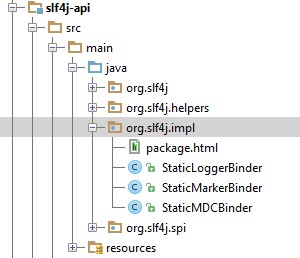 slf4j-api
src
main
java
org.slf4j
org.slf4j.helpers
org.slf4j.impl
package.html
StaticLoggerBinder
StaticMarkerBinder
StaticMDCBinder
org.slf4j.spi
resources